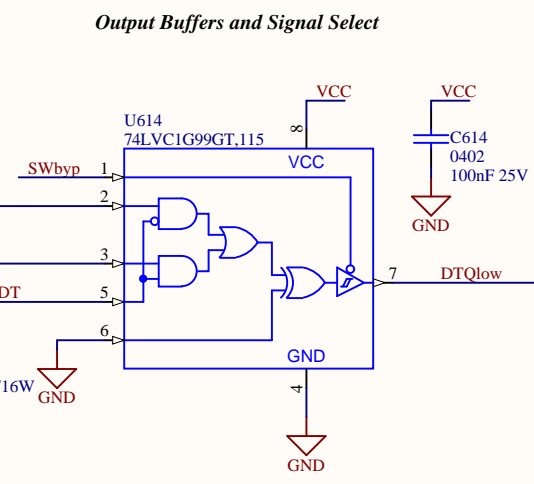 Output Buffers and Signal Select
VCC
VCC
U614
74LVC1G99GT,115
8
VCC
C614
0402
100nF 25V
GND
SWbyp
1
2
3
7
DTQlow
DT
5
6
GND
16W
GND
4
GND